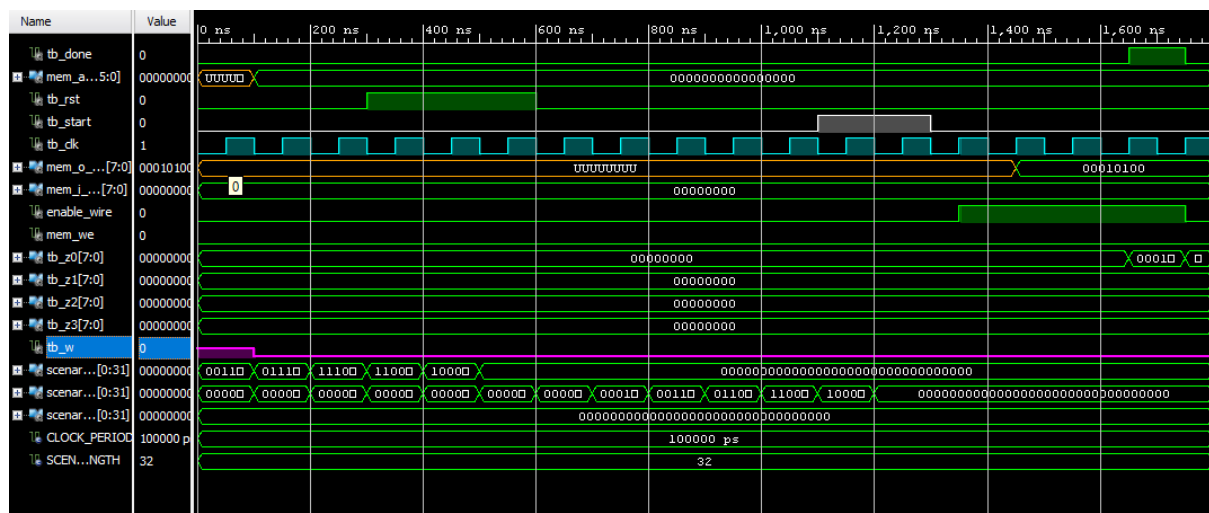 Name Value 0 ns 200 ns 400 ns 600 ns 800 ns 1,000 ns 1,200 ns 1,400 ns 1,600 ns
tb_done 0
mem_a...5:0] 00000000 UUUU 0000000000000000
tb_rst 0
tb_start 0
tb_clk 1
mem_o_...[7:0] 00010100 UUUUUUUU 00010100
mem_i_...[7:0] 00000000 0 00000000
enable_wire 0
mem_we 0
tb_z0[7:0] 00000000 00000000 0001
tb_z1[7:0] 00000000 00000000
tb_z2[7:0] 00000000 00000000
tb_z3[7:0] 00000000 00000000
tb_w 0
scenar...[0:31] 00000000 0011 0111 1110 1100 1000 00000000000000000000000000000000
scenar...[0:31] 00000000 0000 0000 0000 0000 0000 0000 0000 0001 0011 0110 1100 1000 00000000000000000000000000000000
scenar...[0:31] 00000000 00000000000000000000000000000000
CLOCK_PERIOD 100000 p 100000 ps
SCEN...NGTH 32 32